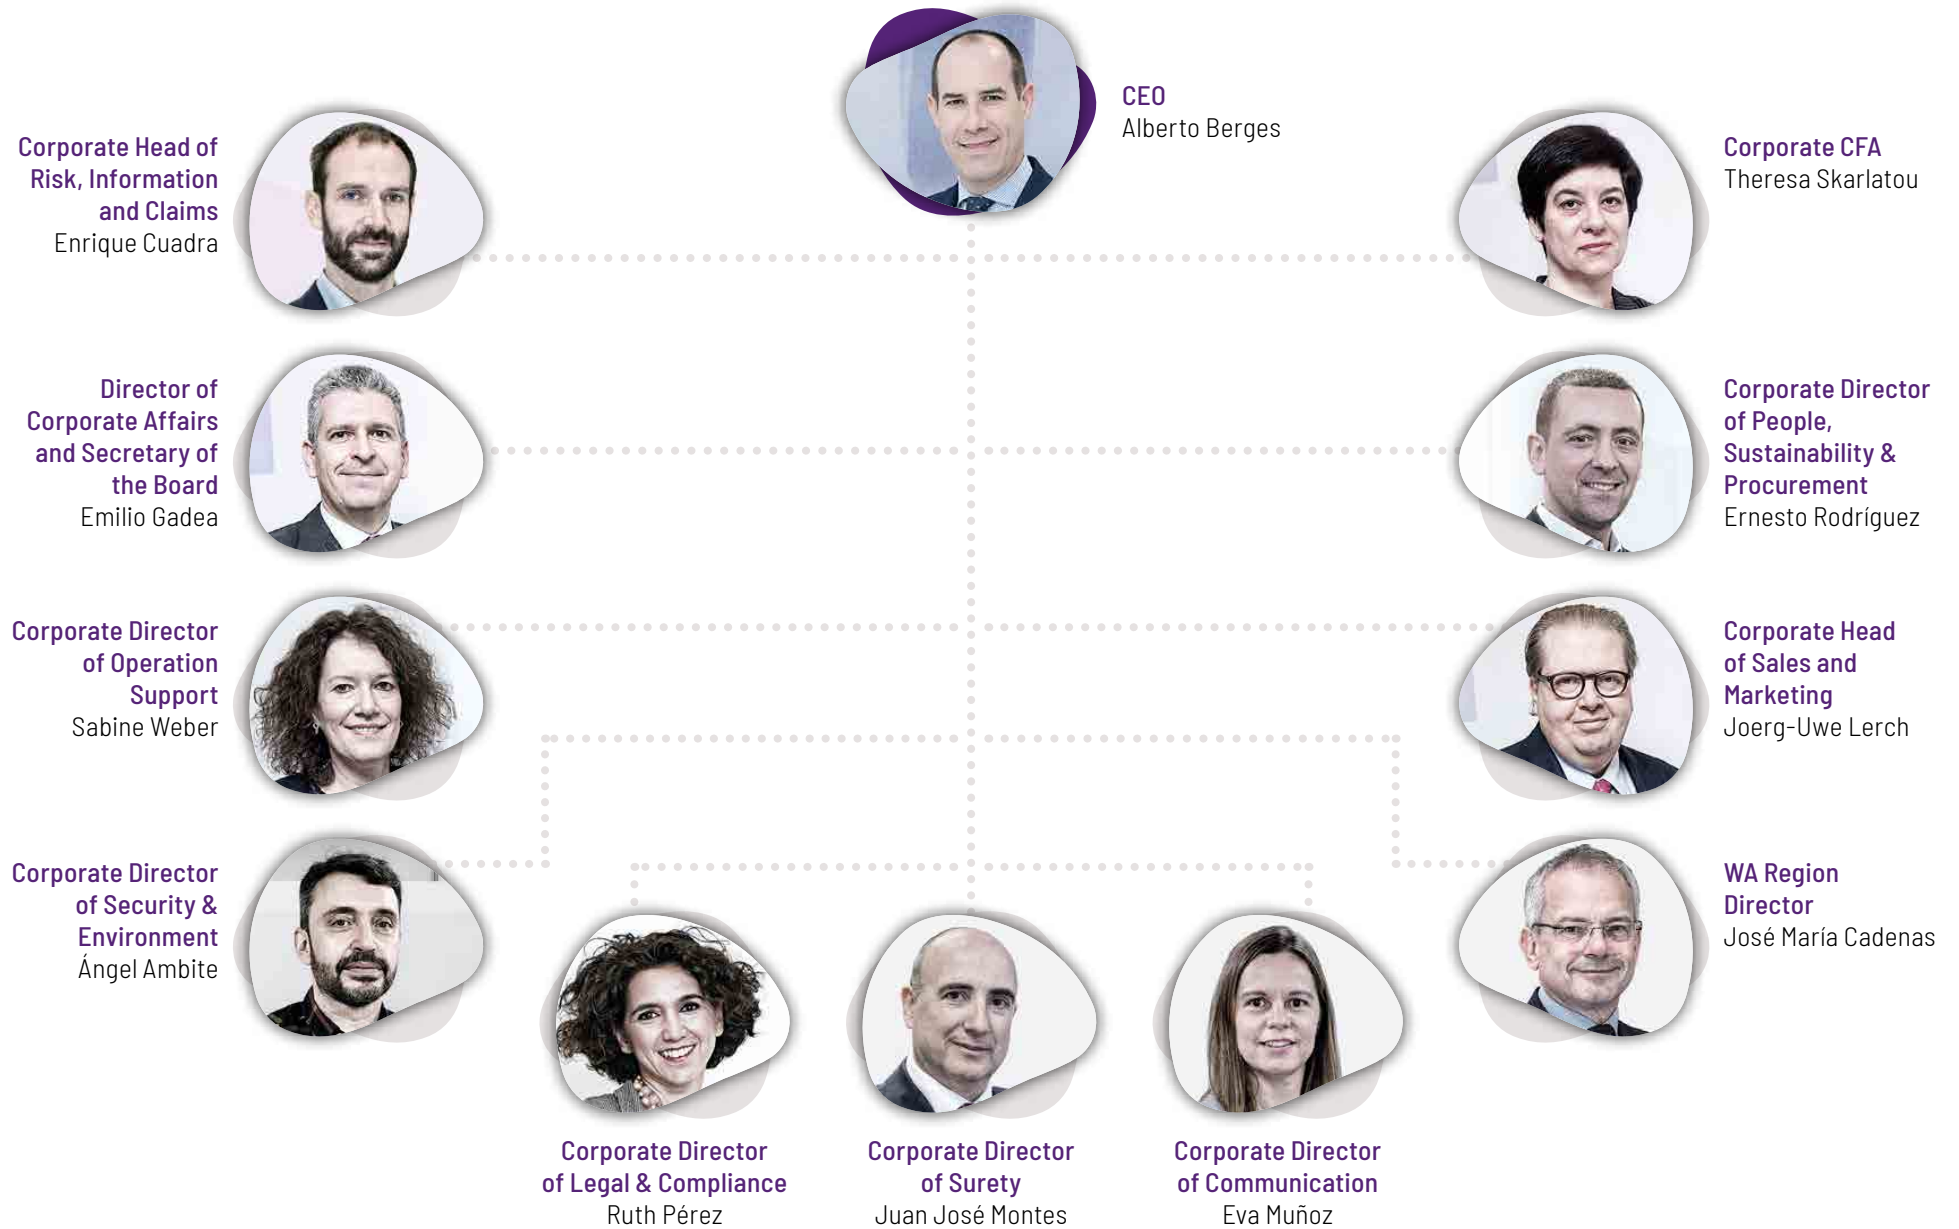 CEO
Alberto Berges
Corporate Head of
Risk, Information
and Claims
Enrique Cuadra
Corporate CFA
Theresa Skarlatou
Director of
Corporate Affairs
and Secretary of
the Board
Emilio Gadea
Corporate Director
of People,
Sustainability &
Procurement
Ernesto Rodríguez
Corporate Director
of Operation
Support
Sabine Weber
Corporate Head
of Sales and
Marketing
Joerg-Uwe Lerch
Corporate Director
of Security &
Environment
Ángel Ambite
WA Region
Director
José María Cadenas
Corporate Director
of Legal & Compliance
Ruth Pérez
Corporate Director
of Surety
Juan José Montes
Corporate Director
of Communication
Eva Muñoz